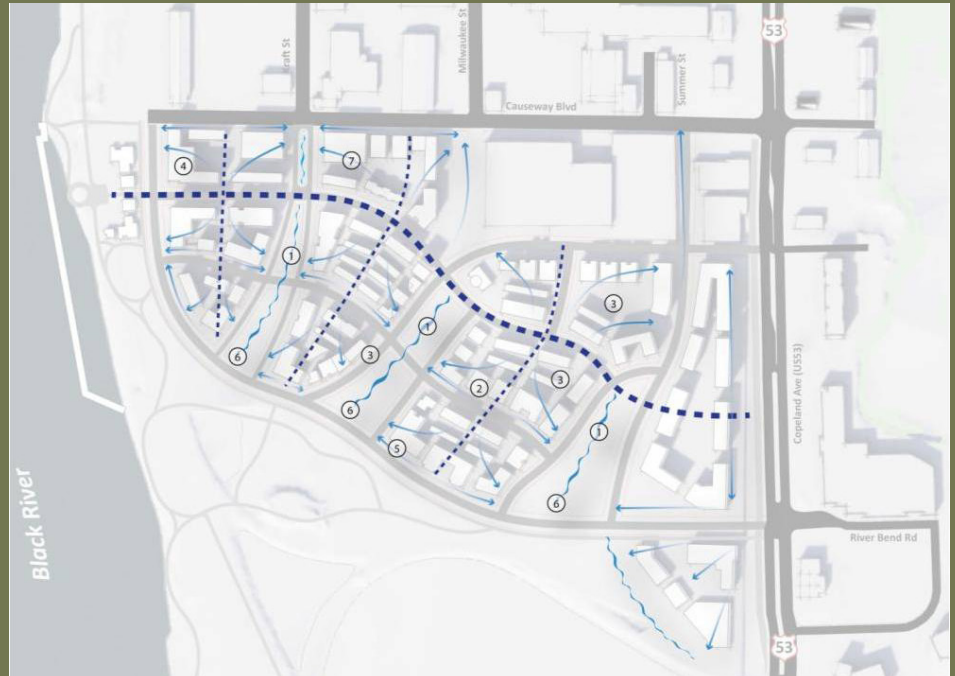 53
Kraft St
Milwaukee St
Summer St
Causeway Blvd
4
7
1
3
1
6
3
2
3
6
1
5
6
Copeland Ave (US53)
River Bend Rd
Black River
53